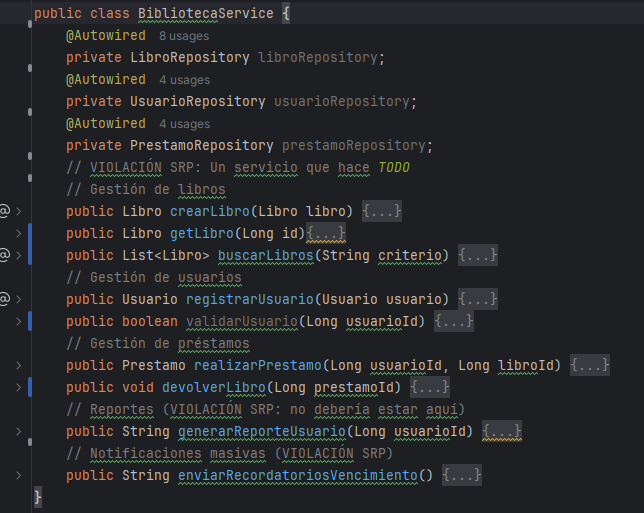 public class BibliotecaService {
@Autowired 8 usages
private LibroRepository libroRepository;
@Autowired 4 usages
private UsuarioRepository usuarioRepository;
@Autowired 4 usages
private PrestamoRepository prestamoRepository;
// VIOLACIÓN SRP: Un servicio que hace TODO
// Gestión de libros
@ public Libro crearLibro(Libro libro) {...}
public Libro getLibro(Long id){...}
@ public List<Libro> buscarLibros(String criterio) {...}
// Gestión de usuarios
@ public Usuario registrarUsuario(Usuario usuario) {...}
public boolean validarUsuario(Long usuarioId) {...}
// Gestión de préstamos
public Prestamo realizarPrestamo(Long usuarioId, Long libroId) {...}
public void devolverLibro(Long prestamoId) {...}
// Reportes (VIOLACIÓN SRP: no debería estar aquí)
public String generarReporteUsuario(Long usuarioId) {...}
// Notificaciones masivas (VIOLACIÓN SRP)
public String enviarRecordatoriosVencimiento() {...}
}